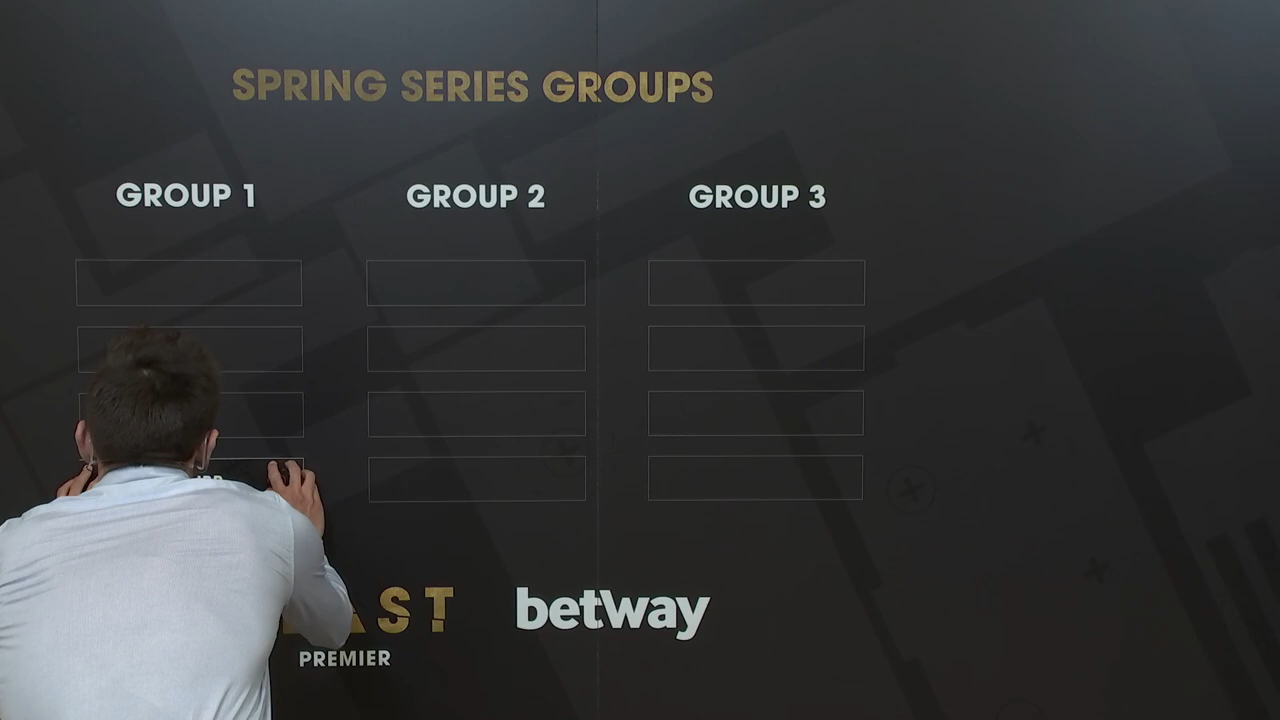 SPRING SERIES GROUPS
GROUP 1 GROUP 2 GROUP 3
AST betway
PREMIER